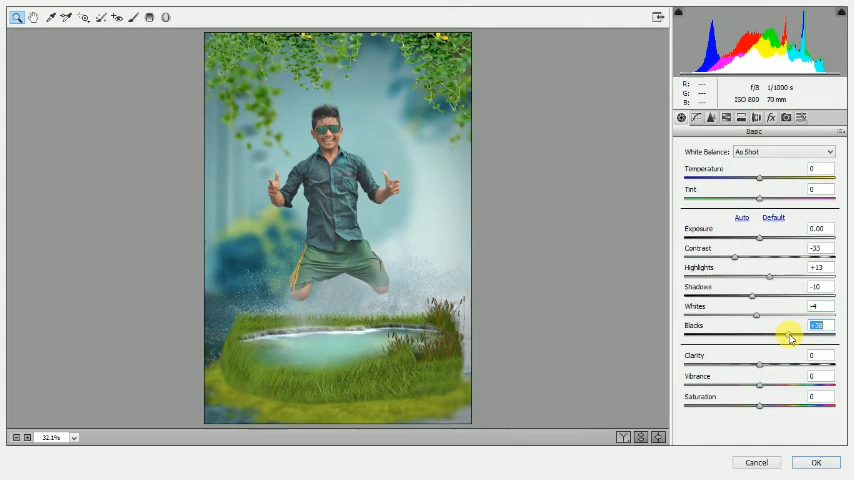 R: ---
G: ---
B: ---
f/8 1/1000 s
ISO 800 70 mm
Basic
White Balance: As Shot
Temperature 0
Tint 0
Auto Default
Exposure 0.00
Contrast -33
Highlights +13
Shadows -10
Whites -4
Blacks +38
Clarity 0
Vibrance 0
Saturation 0
32.1%
Y
Cancel OK